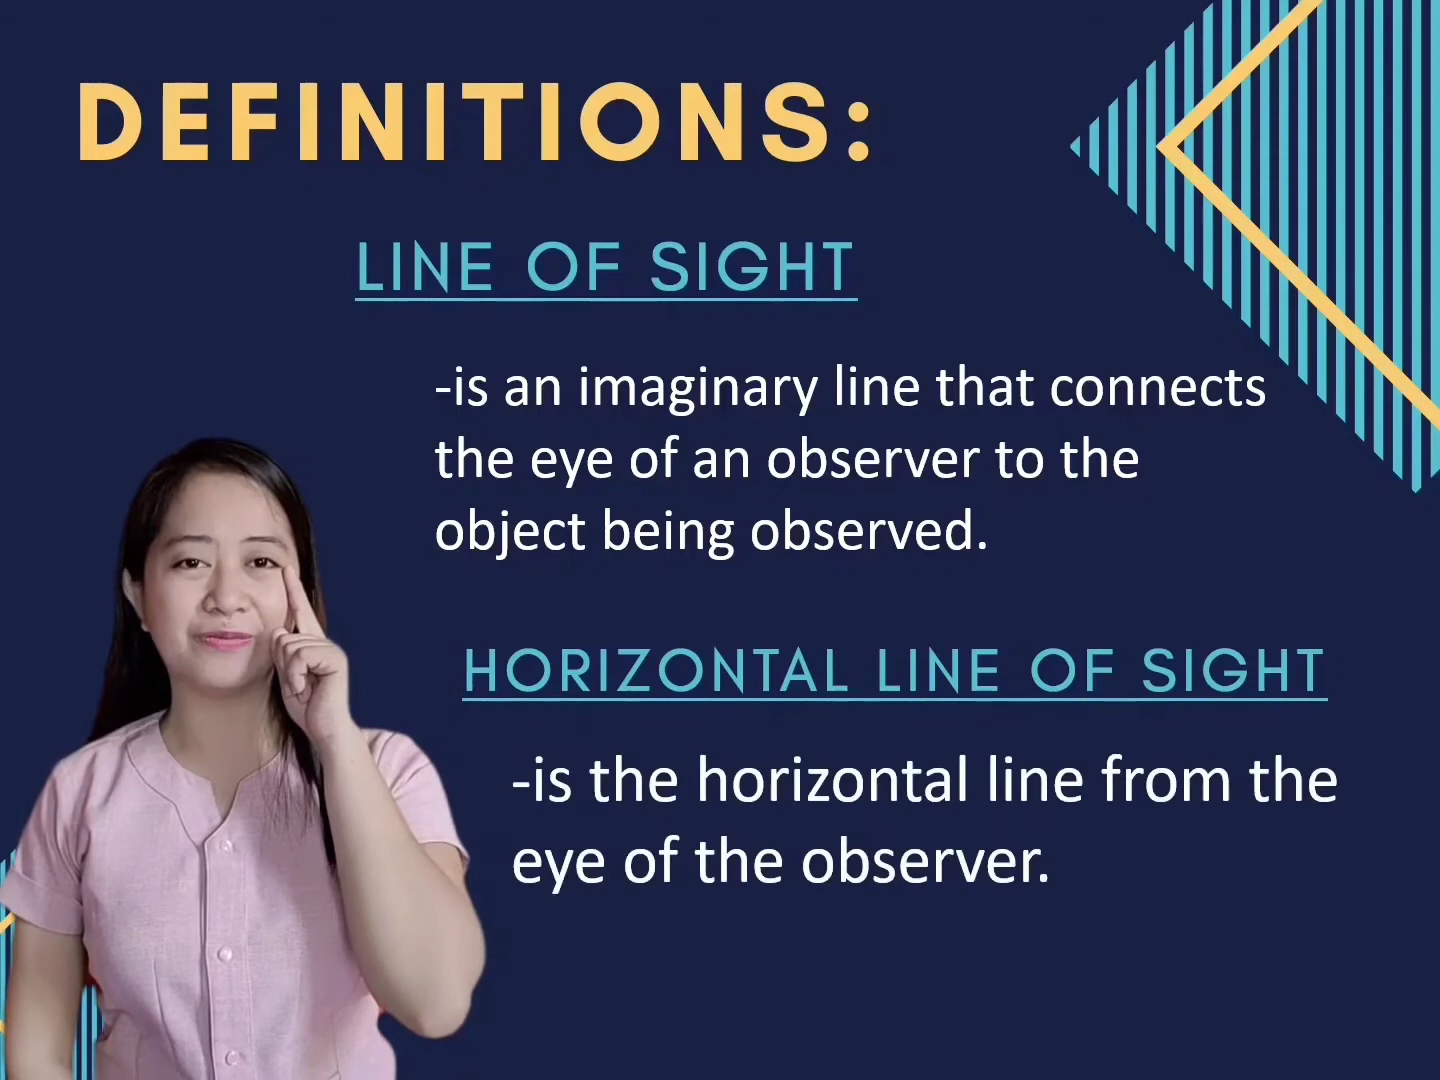 DEFINITIONS:
LINE OF SIGHT
-is an imaginary line that connects
the eye of an observer to the
object being observed.
HORIZONTAL LINE OF SIGHT
-is the horizontal line from the
eye of the observer.